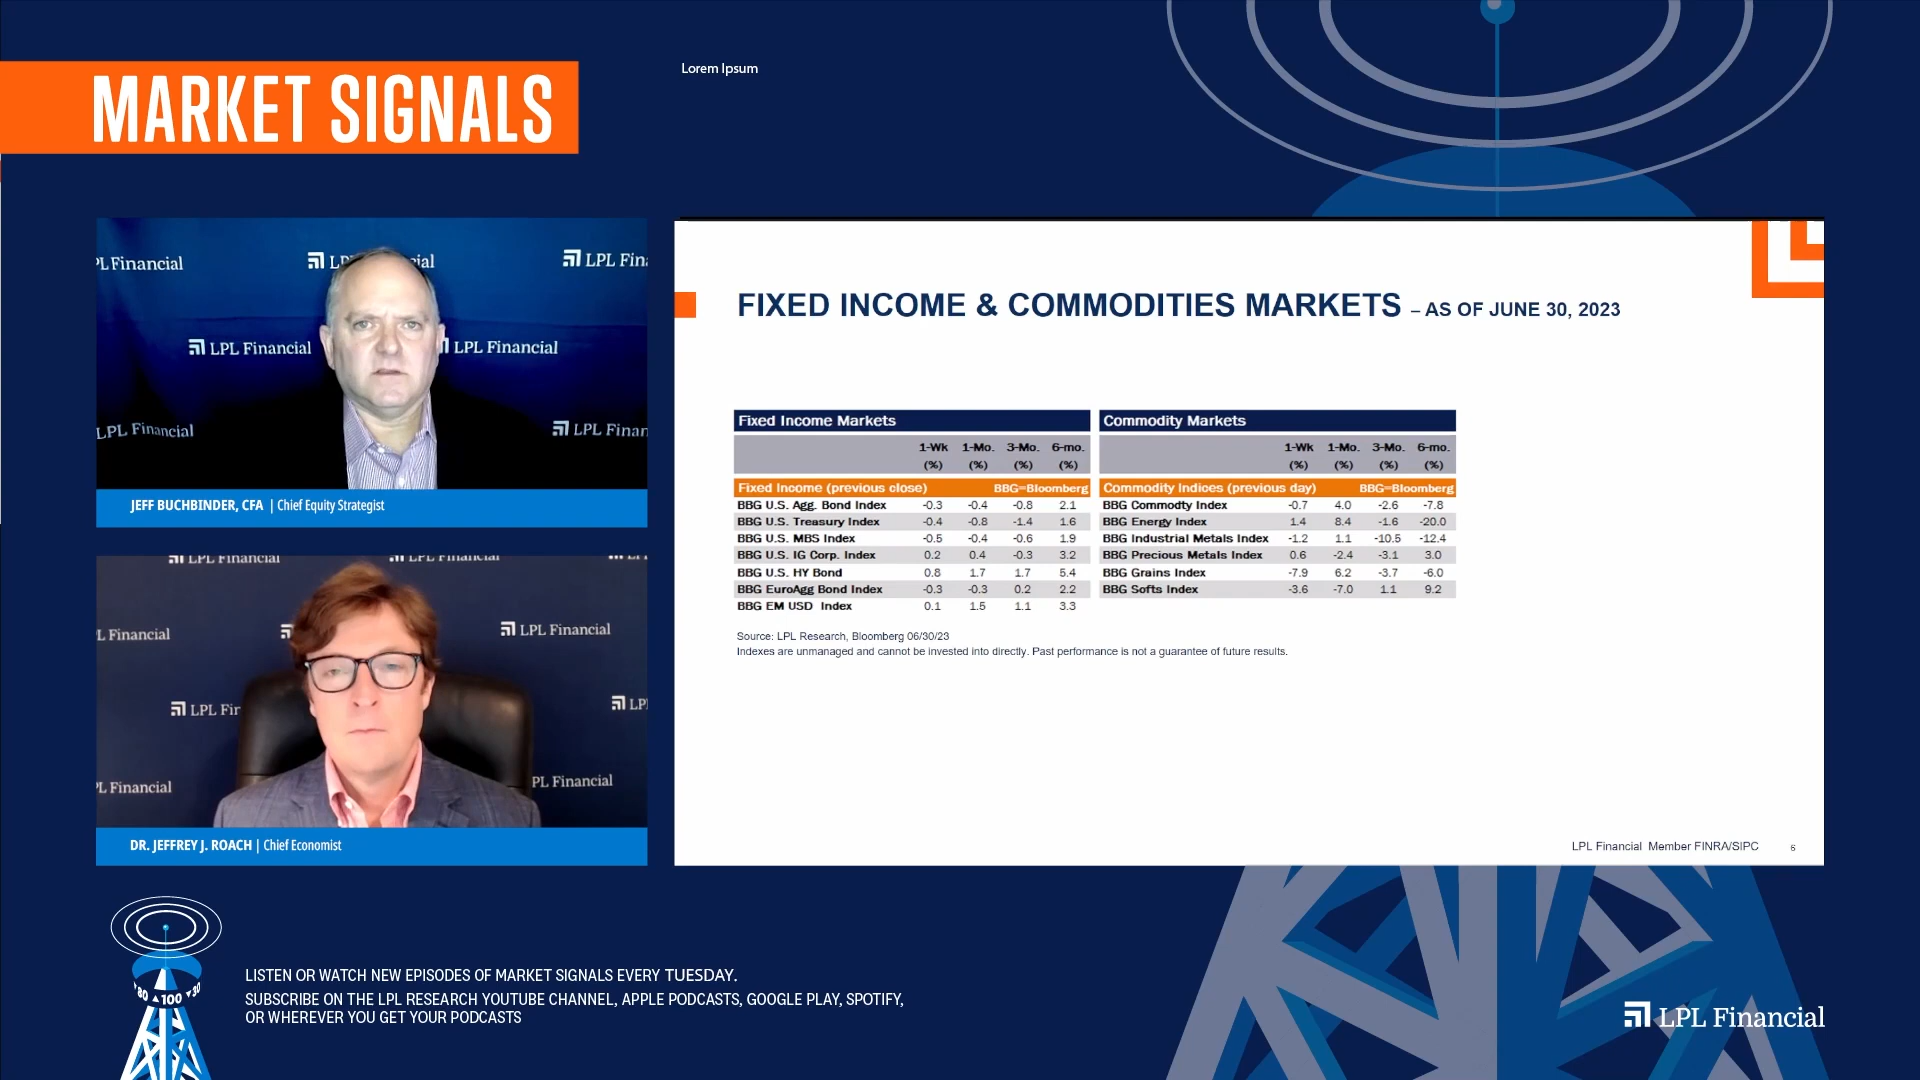 MARKET SIGNALS
Lorem Ipsum
PL Financial
LPL Fin
LPL Financial
LPL Financial
LPL Financial
LPL Finan
JEFF BUCHBINDER, CFA | Chief Equity Strategist
PL Financial
LPL Financial
LPL Fin
LP
PL Financial
PL Financial
DR. JEFFREY J. ROACH | Chief Economist
FIXED INCOME & COMMODITIES MARKETS – AS OF JUNE 30, 2023
Fixed Income Markets
1-Wk 1-Mo. 3-Mo. 6-mo.
(%) (%) (%) (%)
Fixed Income (previous close) BBG=Bloomberg
BBG U.S. Agg. Bond Index -0.3 -0.4 -0.8 2.1
BBG U.S. Treasury Index -0.4 -0.8 -1.4 1.6
BBG U.S. MBS Index -0.5 -0.4 -0.6 1.9
BBG U.S. IG Corp. Index 0.2 0.4 -0.3 3.2
BBG U.S. HY Bond 0.8 1.7 1.7 5.4
BBG EuroAgg Bond Index -0.3 -0.3 0.2 2.2
BBG EM USD Index 0.1 1.5 1.1 3.3
Commodity Markets
1-Wk 1-Mo. 3-Mo. 6-mo.
(%) (%) (%) (%)
Commodity Indices (previous day) BBG=Bloomberg
BBG Commodty Index -0.7 4.0 -2.6 -7.8
BBG Energy Index 1.4 8.4 -1.6 -20.0
BBG Industrial Metals Index -1.2 1.1 -10.5 -12.4
BBG Precious Metals Index 0.6 -2.4 -3.1 3.0
BBG Grains Index -7.9 6.2 -3.7 -6.0
BBG Softs Index -3.6 -7.0 1.1 9.2
Source: LPL Research, Bloomberg 06/30/23
Indexes are unmanaged and cannot be invested into directly. Past performance is not a guarantee of future results.
LPL Financial Member FINRA/SIPC 6
80 100 30
LISTEN OR WATCH NEW EPISODES OF MARKET SIGNALS EVERY TUESDAY.
SUBSCRIBE ON THE LPL RESEARCH YOUTUBE CHANNEL, APPLE PODCASTS, GOOGLE PLAY, SPOTIFY,
OR WHEREVER YOU GET YOUR PODCASTS
LPL Financial